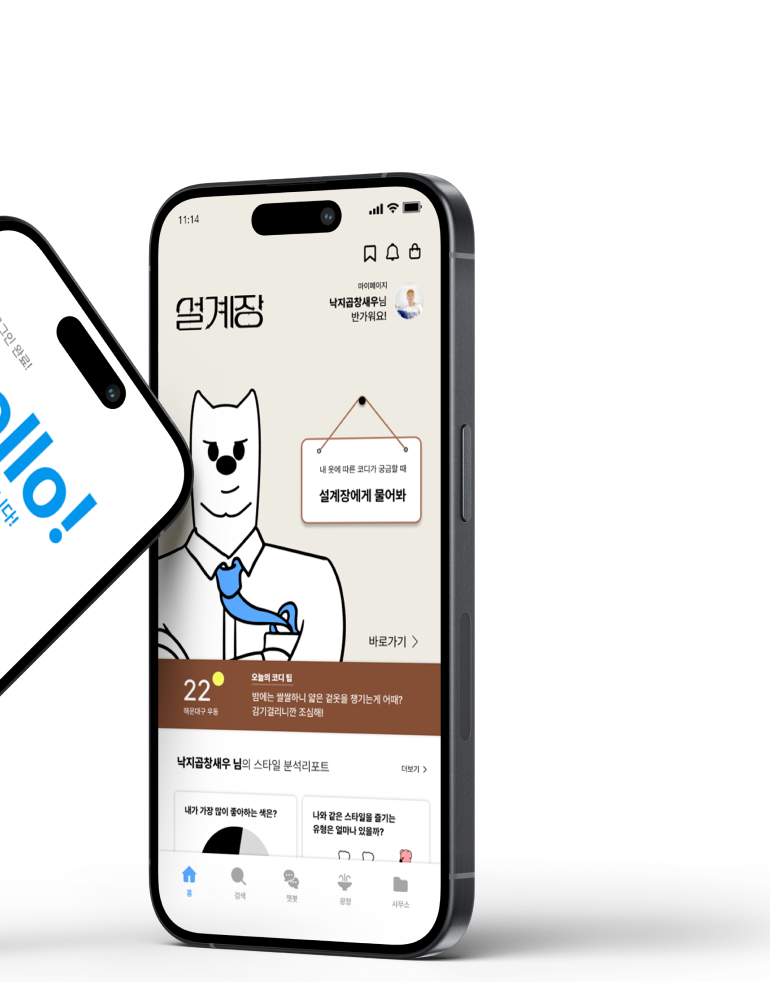 그인 완료!
ollo!
니다!
11:14
설계장
마이페이지
낙지곱창새우님
반가워요!
내 옷에 따른 코디가 궁금할 때
설계장에게 물어봐
바로가기
22
해운대구 우동
오늘의 코디 팁
밤에는 쌀쌀하니 얇은 겉옷을 챙기는게 어때?
감기걸리니깐 조심해!
낙지곱창새우 님의 스타일 분석리포트
더보기
내가 가장 많이 좋아하는 색은?
나와 같은 스타일을 즐기는
유형은 얼마나 있을까?
홈
검색
챗봇
광장
사무소